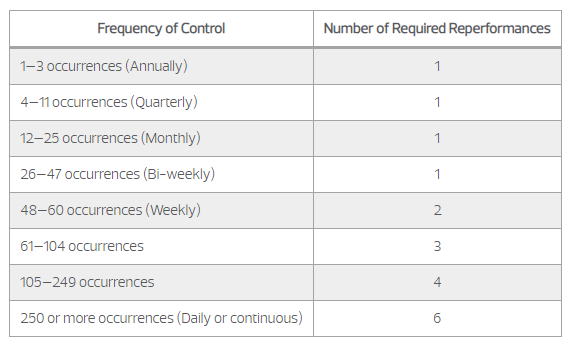 Frequency of Control Number of Required Reperformances
1–3 occurrences (Annually) 1
4–11 occurrences (Quarterly) 1
12–25 occurrences (Monthly) 1
26–47 occurrences (Bi-weekly) 1
48–60 occurrences (Weekly) 2
61–104 occurrences 3
105–249 occurrences 4
250 or more occurrences (Daily or continuous) 6